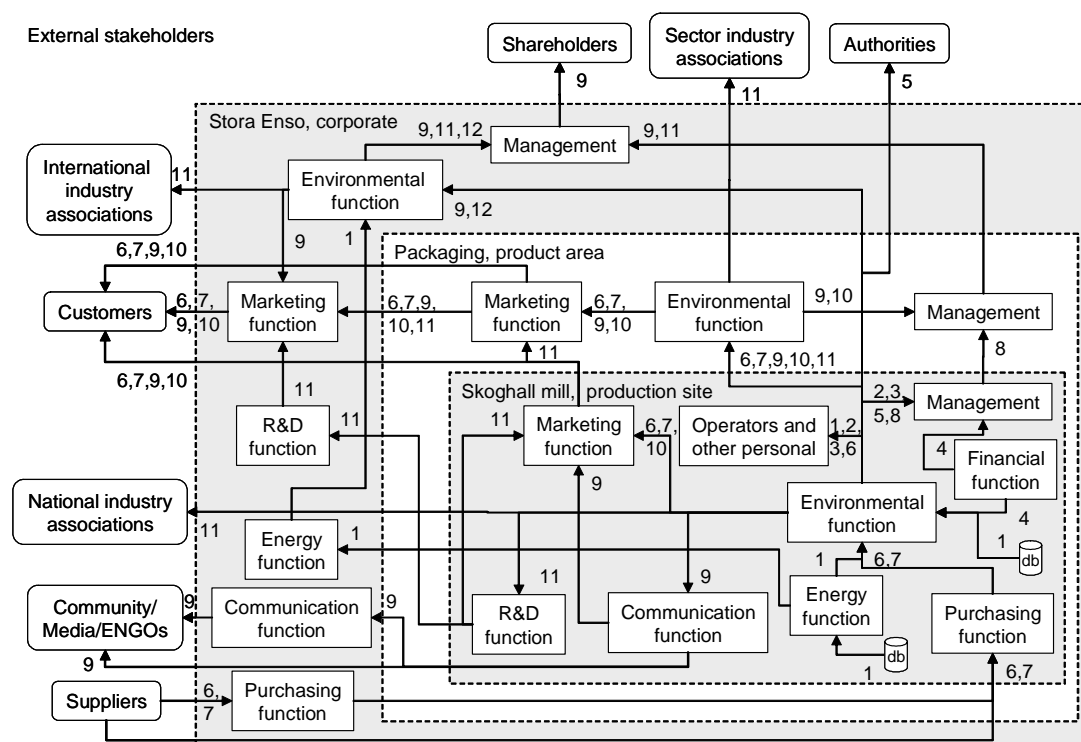 External stakeholders
Shareholders
Sector industry
associations
Authorities
9
11
5
Stora Enso, corporate
9,11,12
Management
9,11
International
industry
associations
11
Environmental
function
9,12
9
1
6,7,9,10
Packaging, product area
Customers
6, 7,
9, 10
Marketing
function
6,7,9,
10,11
Marketing
function
6,7,
9,10
Environmental
function
9,10
Management
6,7,9,10
11
6,7,9,10,11
8
Skoghall mill, production site
11
R&D
function
11
11
Marketing
function
6,7,
10
Operators and
other personal
1,2,
3,6
2,3
5,8
Management
4
Financial
function
9
National industry
associations
11
Environmental
function
4
1
db
Energy
function
1
11
9
1
6,7
Community/
Media/ENGOs
9
Communication
function
9
R&D
function
Communication
function
Energy
function
Purchasing
function
9
db
1
6,7
Suppliers
6,
7
Purchasing
function